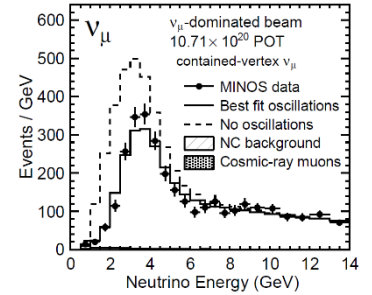 νμ
νμ-dominated beam
10.71× 10²⁰ POT
contained-vertex νμ
MINOS data
Best fit oscillations
No oscillations
NC background
Cosmic-ray muons
Events / GeV
600
500
400
300
200
100
0
0 2 4 6 8 10 12 14
Neutrino Energy (GeV)